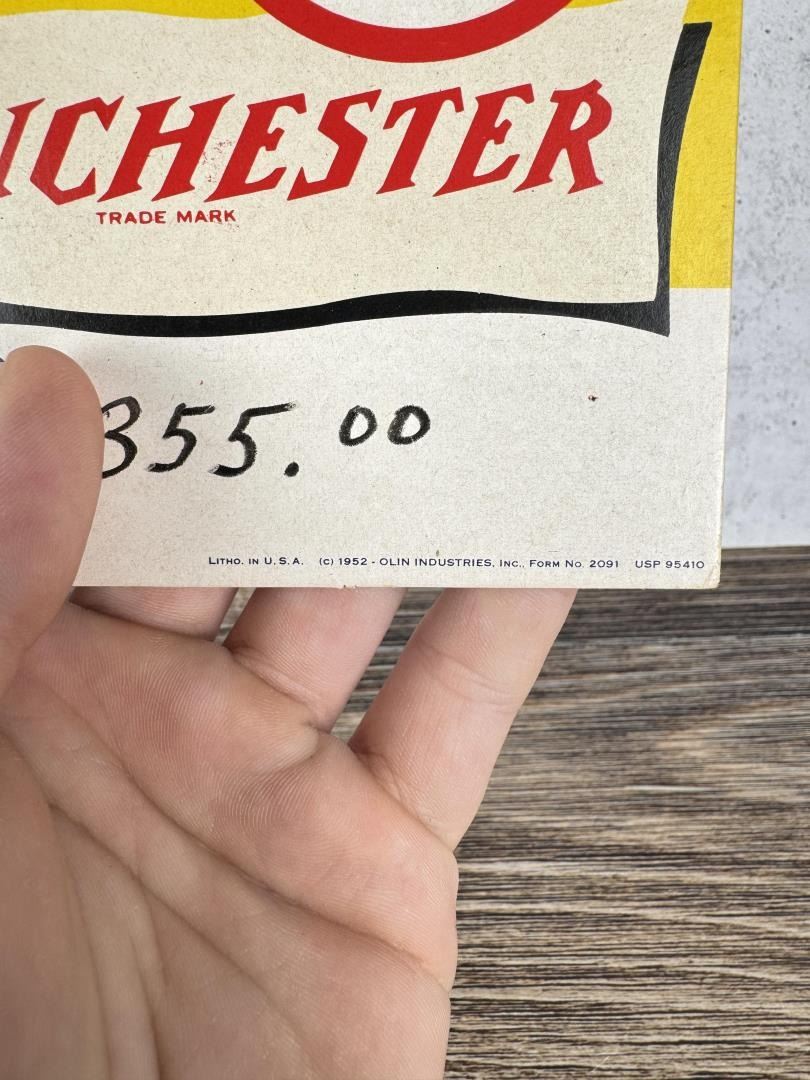 ICHESTER
TRADE MARK
355.00
LITHO. IN U.S.A. (C) 1952 - OLIN INDUSTRIES, INC., FORM NO. 2091 USP 95410